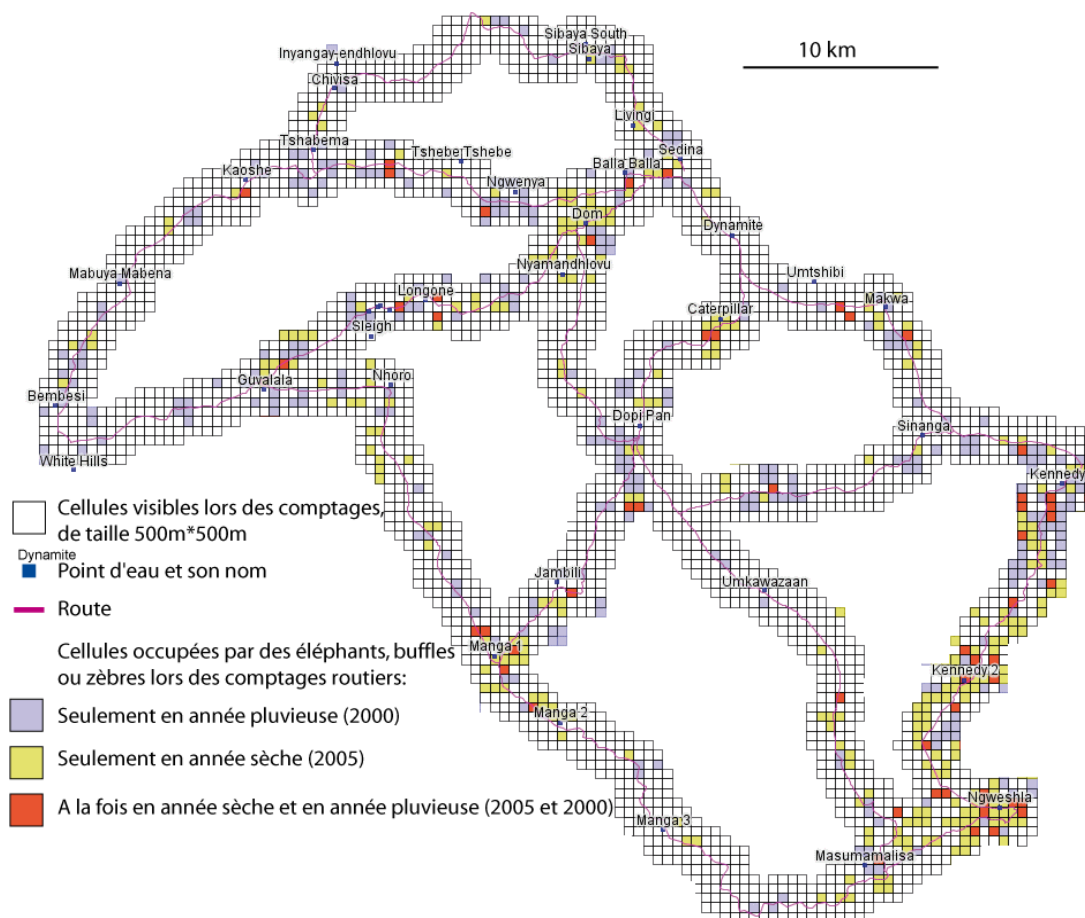 Sibaya South
Sibaya
10 km
Inyangay endhlovu
Chivisa
Living
Tshabema
Tshebe Tshebe
Sedina
Balla Balla
Kaoshe
Ngwenya
Dom
Dynamite
Mabuya Mabena
Nyamandhlovu
Umtshibi
Longone
Makwa
Caterpillar
Sleigh
Guvalala
Nhoro
Bembesi
Dopi Pan
Sinanga
White Hills
Kennedy
Cellules visibles lors des comptages,
de taille 500m*500m
Dynamite
Point d'eau et son nom
Jambili
Umkawazaan
Route
Manga 1
Cellules occupées par des éléphants, buffles
ou zèbres lors des comptages routiers:
Kennedy 2
Seulement en année pluvieuse (2000)
Manga 2
Seulement en année sèche (2005)
Ngweshla
A la fois en année sèche et en année pluvieuse (2005 et 2000)
Manga 3
Masumamalisa